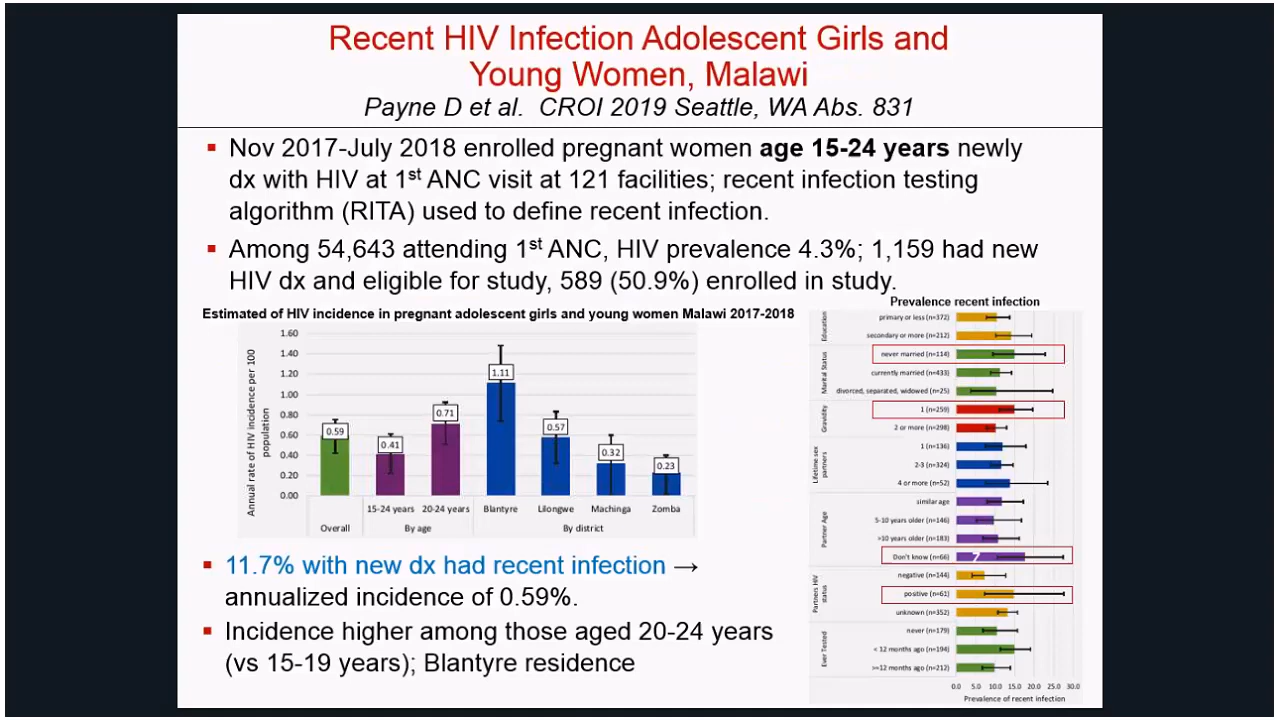 Recent HIV Infection Adolescent Girls and
Young Women, Malawi
Payne D et al. CROI 2019 Seattle, WA Abs. 831
▪ Nov 2017-July 2018 enrolled pregnant women age 15-24 years newly
dx with HIV at 1st ANC visit at 121 facilities; recent infection testing
algorithm (RITA) used to define recent infection.
▪ Among 54,643 attending 1st ANC, HIV prevalence 4.3%; 1,159 had new
HIV dx and eligible for study, 589 (50.9%) enrolled in study.
Estimated of HIV incidence in pregnant adolescent girls and young women Malawi 2017-2018
Annual rate of HIV incidence per 100
population
1.60
1.40
1.20
1.00
0.80
0.60
0.40
0.20
0.00
0.59
0.41
0.71
1.11
0.57
0.32
0.23
15-24 years 20-24 years Blantyre Lilongwe Machinga Zomba
Overall By age By district
Prevalence recent infection
Education
primary or less (n=372)
secondary or more (n=212)
Marital Status
never married (n=114)
currently married (n=433)
divorced, separated, widowed (n=25)
Gravidity
1 (n=259)
2 or more (n=298)
Lifetime sex
partners
1 (n=136)
2-3 (n=324)
4 or more (n=52)
Partner Age
similar age
5-10 years older (n=146)
>10 years older (n=183)
Don't know (n=66)
?
Partners HIV
status
negative (n=144)
positive (n=61)
unknown (n=352)
Ever Tested
never (n=179)
< 12 months ago (n=194)
>=12 months ago (n=212)
0.0 5.0 10.0 15.0 20.0 25.0 30.0
Prevalence of recent infection
▪ 11.7% with new dx had recent infection →
annualized incidence of 0.59%.
▪ Incidence higher among those aged 20-24 years
(vs 15-19 years); Blantyre residence